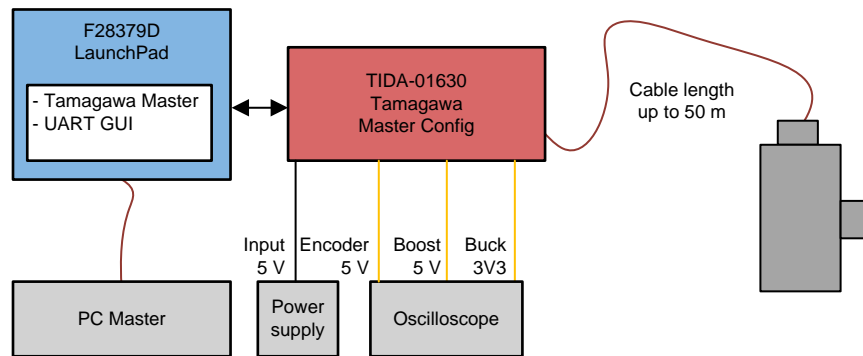 F28379D
LaunchPad
- Tamagawa Master
- UART GUI
TIDA-01630
Tamagawa
Master Config
Cable length
up to 50 m
Input
5 V
Encoder
5 V
Boost
5 V
Buck
3V3
PC Master
Power
supply
Oscilloscope